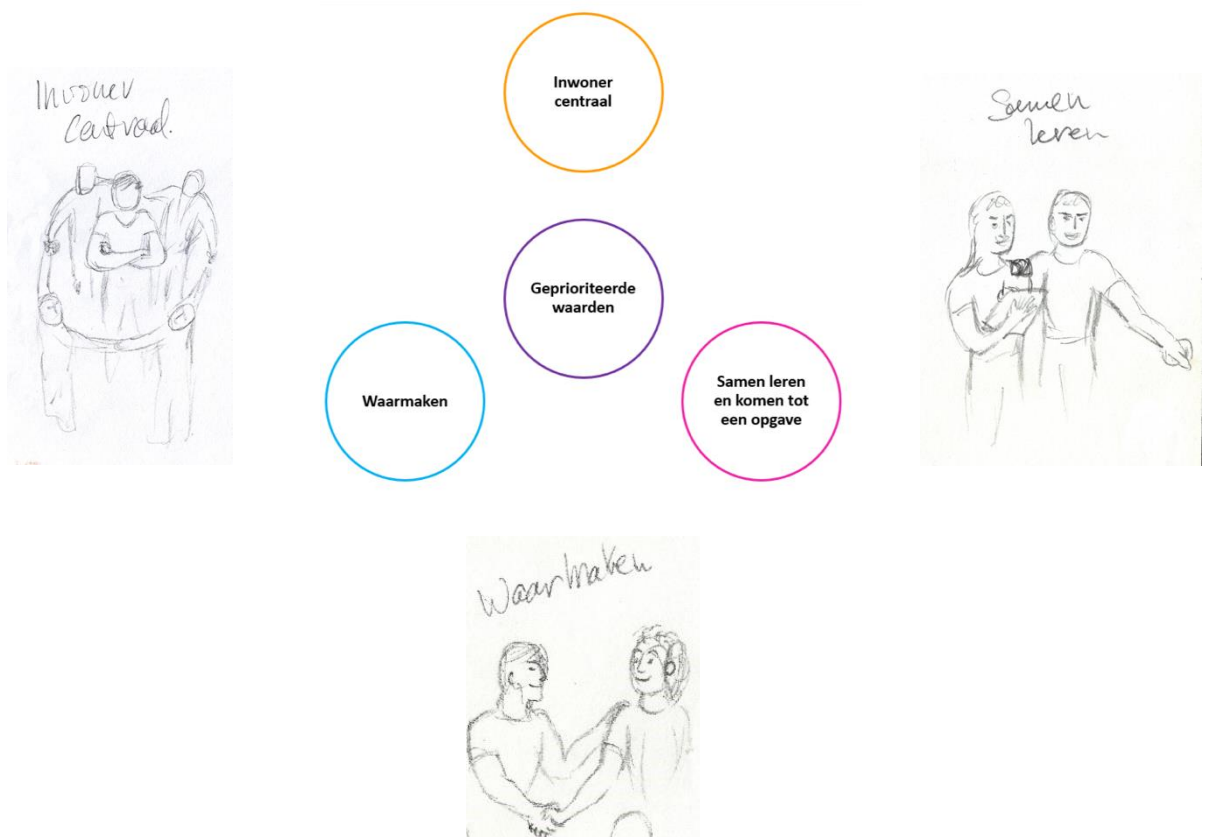 Inwoner
centraal
Inwoner
Centraal.
Samen
leren
Geprioriteerde
waarden
Waarmaken
Samen leren
en komen tot
een opgave
Waarmaken